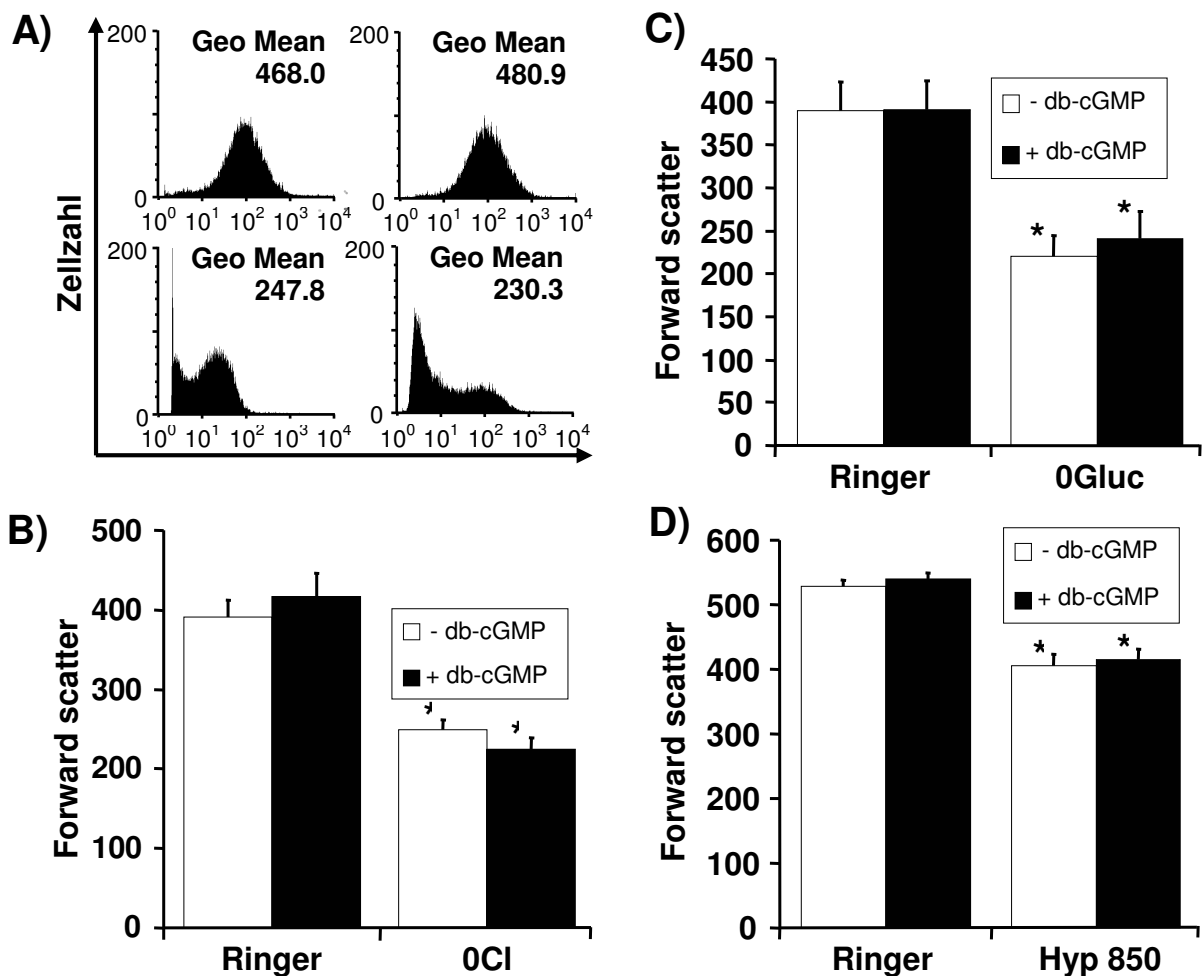 A)
Zellzahl
200
Geo Mean
468.0
0
10^0 10^1 10^2 10^3 10^4
200
Geo Mean
480.9
0
10^0 10^1 10^2 10^3 10^4
200
Geo Mean
247.8
0
10^0 10^1 10^2 10^3 10^4
200
Geo Mean
230.3
0
10^0 10^1 10^2 10^3 10^4
B)
Forward scatter
500
400
300
200
100
0
- db-cGMP
+ db-cGMP
Ringer 0Cl
C)
Forward scatter
450
400
350
300
250
200
150
100
50
0
- db-cGMP
+ db-cGMP
* *
Ringer 0Gluc
D)
Forward scatter
600
500
400
300
200
100
0
- db-cGMP
+ db-cGMP
* *
Ringer Hyp 850